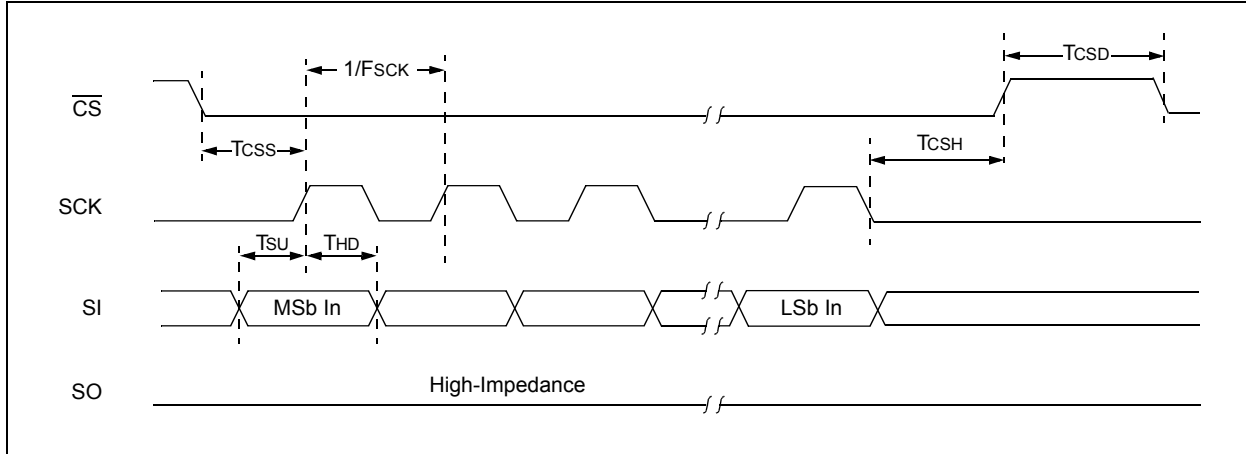 1/FSCK
TCSD
CS
TCSS
TCSH
SCK
TSU
THD
SI
MSb In
LSb In
SO
High-Impedance